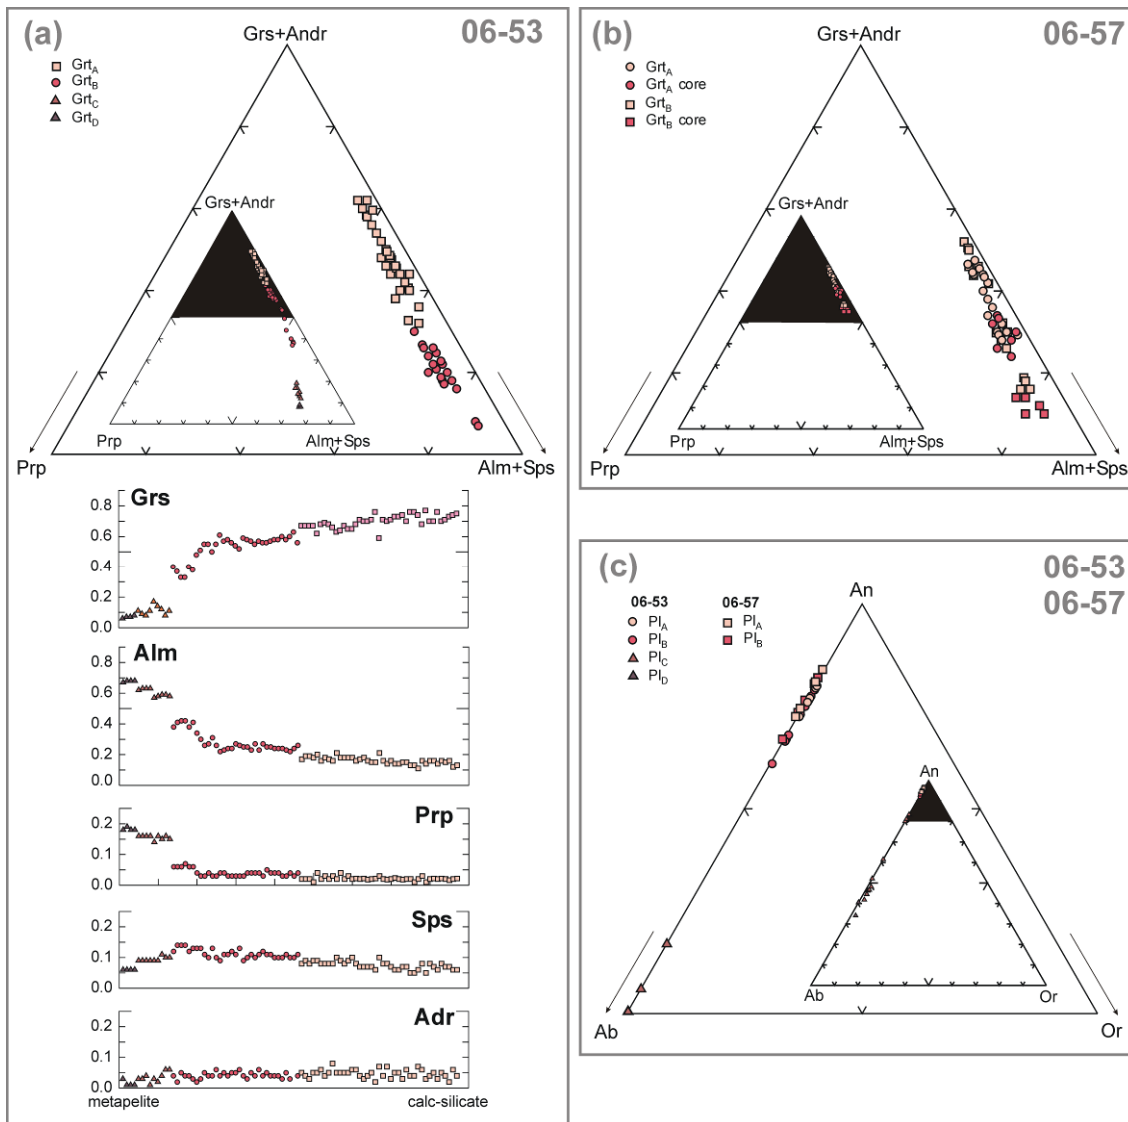 (a)
06-53
Grs+Andr
GrtA
GrtB
GrtC
GrtD
Grs+Andr
Prp
Alm+Sps
Prp
Alm+Sps
Grs
0.8
0.6
0.4
0.2
0.0
Alm
0.8
0.6
0.4
0.2
0.0
Prp
0.2
0.1
0.0
Sps
0.2
0.1
0.0
Adr
0.2
0.1
0.0
metapelite
calc-silicate
(b)
06-57
Grs+Andr
GrtA
GrtA core
GrtB
GrtB core
Grs+Andr
Prp
Alm+Sps
Prp
Alm+Sps
(c)
06-53
06-57
An
06-53
06-57
PlA
PlB
PlC
PlD
PlA
PlB
An
Ab
Or
Ab
Or